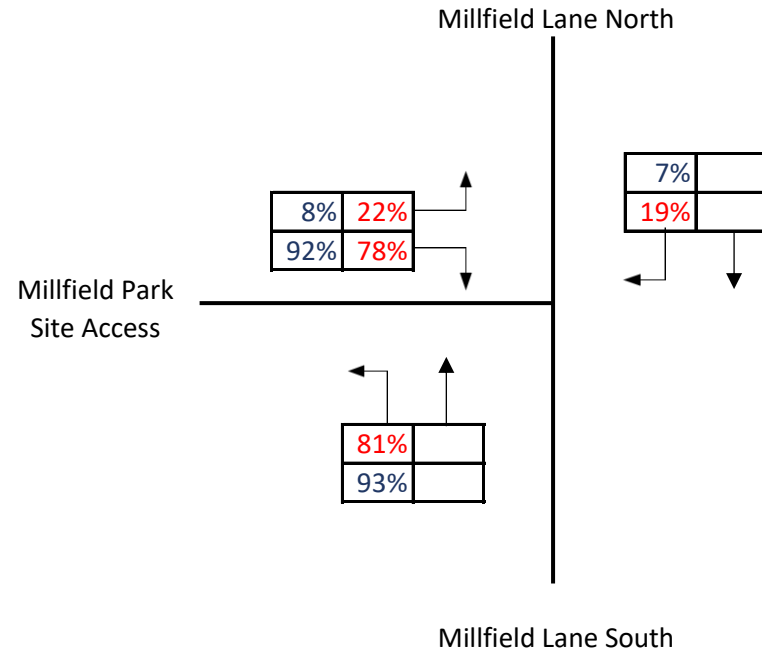 Millfield Lane North
7%
19%
8% 22%
92% 78%
Millfield Park
Site Access
81%
93%
Millfield Lane South